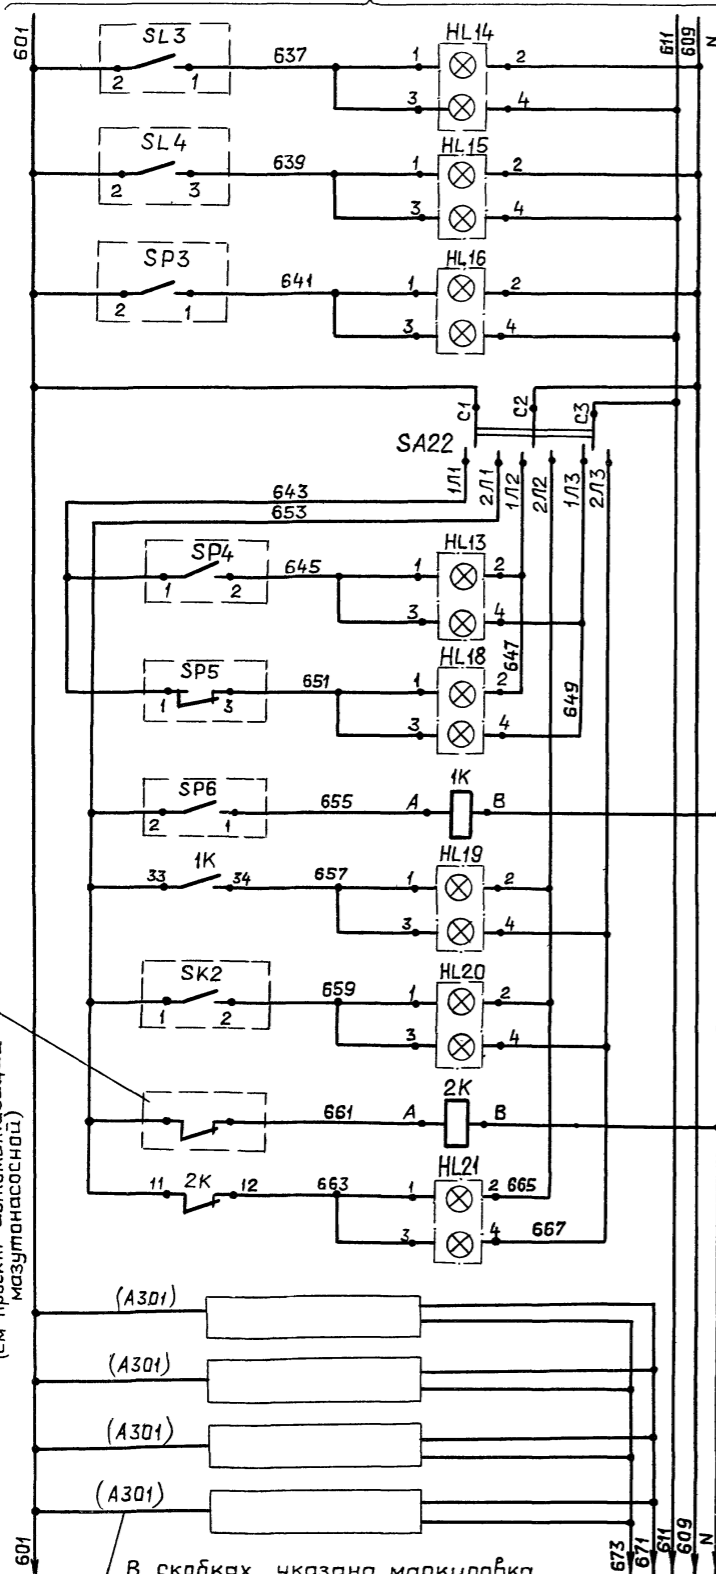 601
611
609
N
SL3
2
1
637
HL14
1
2
3
4
SL4
2
3
639
HL15
1
2
3
4
SP3
2
1
641
HL16
1
2
3
4
C1
C2
C3
SA22
1Л1
2Л1
1Л2
2Л2
1Л3
2Л3
643
653
SP4
1
2
645
HL13
1
2
3
4
647
649
SP5
1
3
651
HL18
1
2
3
4
SP6
2
1
655
A
1K
B
33
1K
34
657
HL19
1
2
3
4
SK2
1
2
659
HL20
1
2
3
4
661
A
2K
B
11
2K
12
663
HL21
1
2
665
3
4
667
мазутонасосной)
(A301)
(A301)
(A301)
(A301)
601
673
671
611
609
N
В скобках указана маркировка